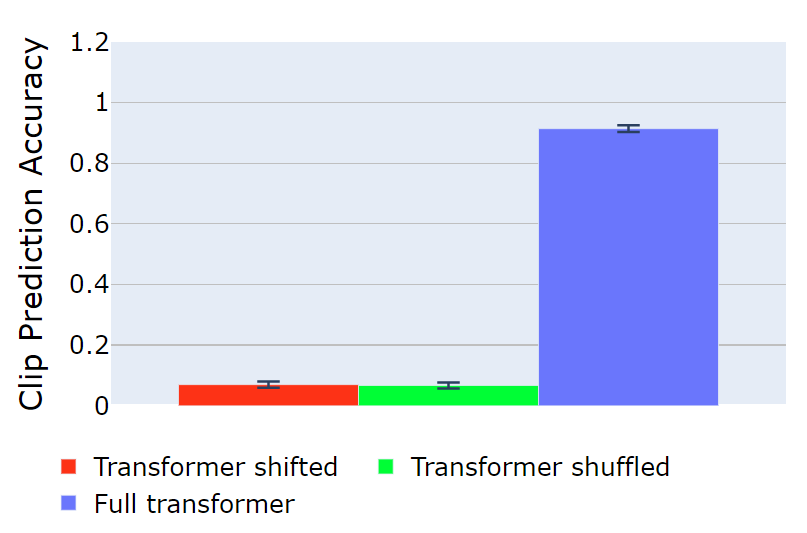 Clip Prediction Accuracy
1.2
1
0.8
0.6
0.4
0.2
0
Transformer shifted
Transformer shuffled
Full transformer